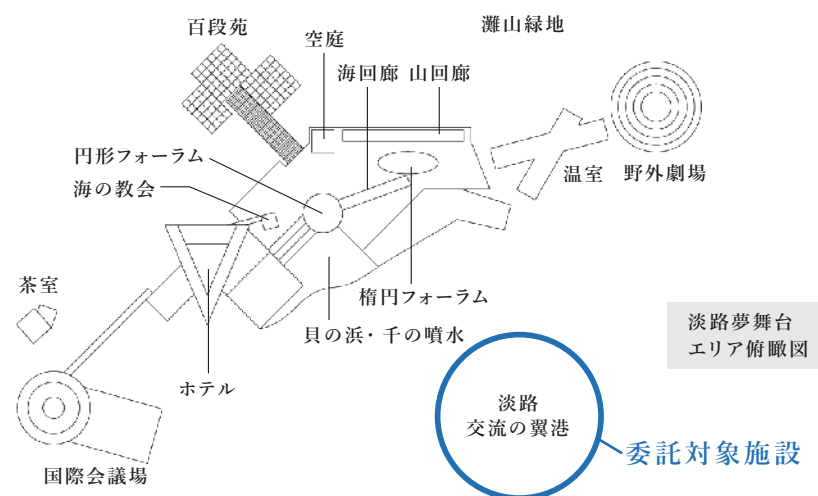 百段苑
空庭
灘山緑地
海回廊
山回廊
円形フォーラム
海の教会
温室
野外劇場
茶室
楕円フォーラム
貝の浜・千の噴水
淡路夢舞台
エリア俯瞰図
ホテル
淡路
交流の翼港
委託対象施設
国際会議場